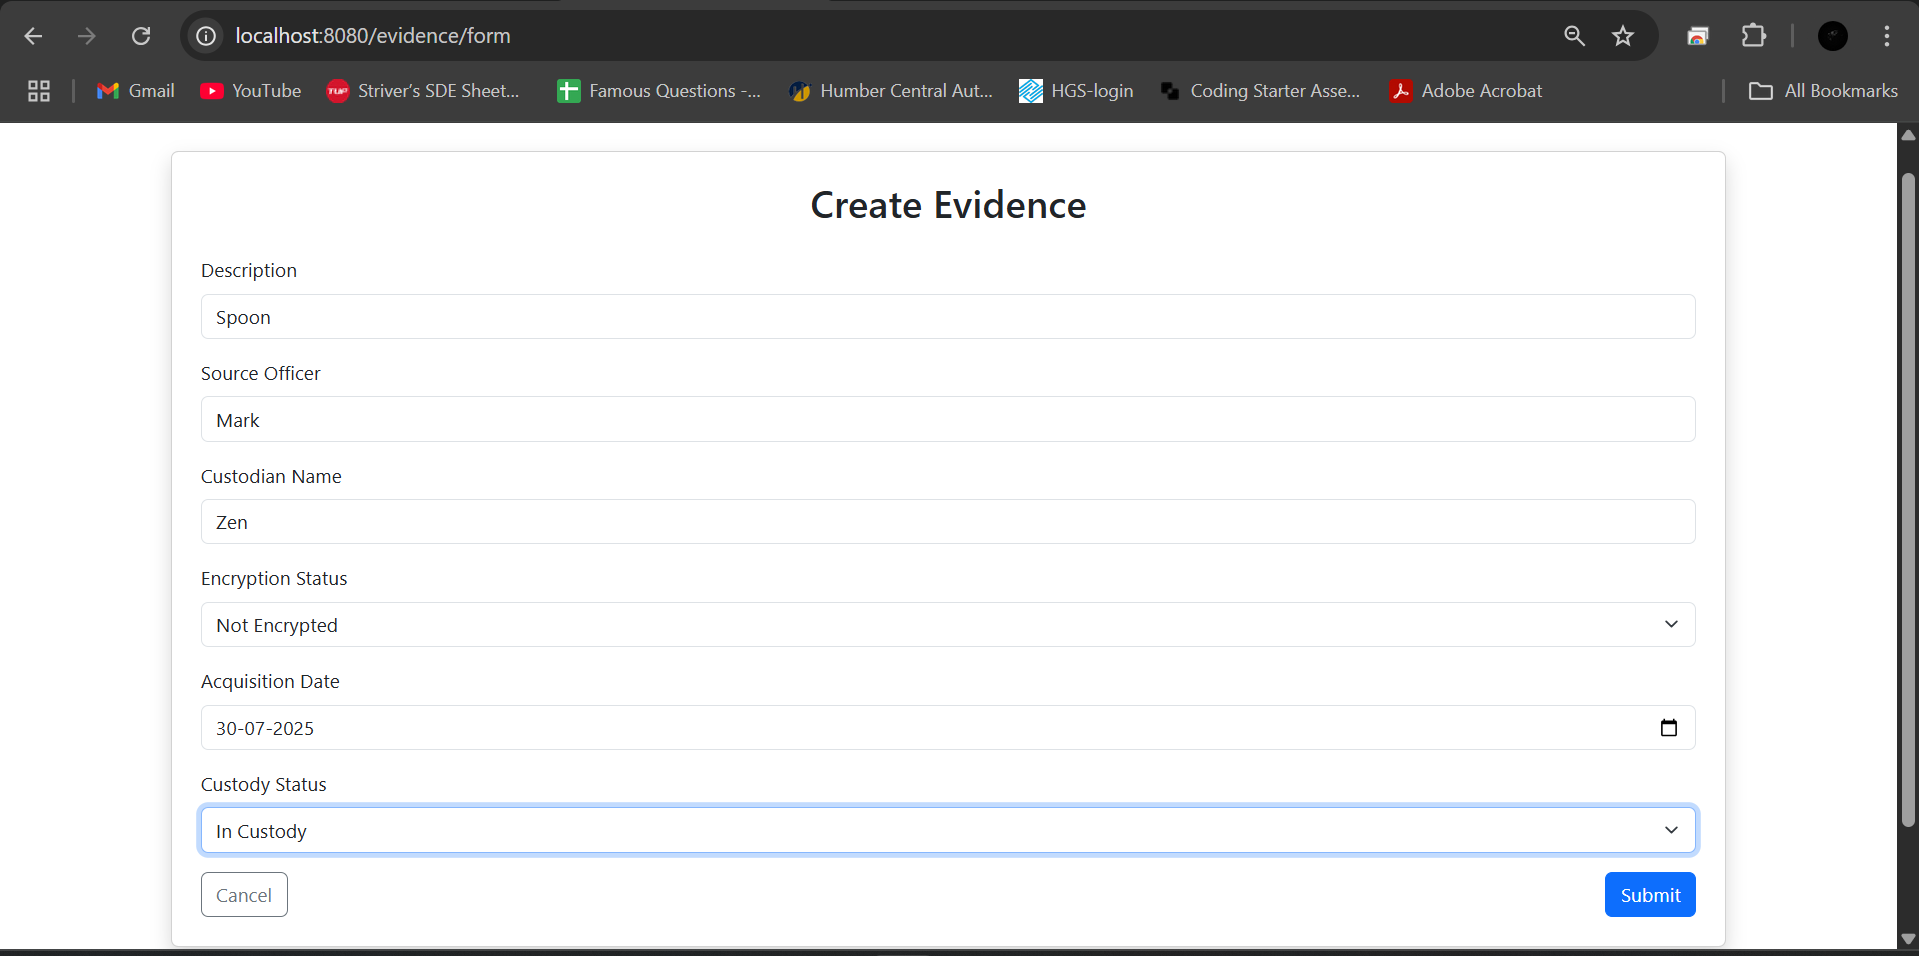 localhost:8080/evidence/form
Gmail YouTube TUF Striver's SDE Sheet... Famous Questions -... Humber Central Aut... HGS-login Coding Starter Asse... Adobe Acrobat All Bookmarks
Create Evidence
Description
Spoon
Source Officer
Mark
Custodian Name
Zen
Encryption Status
Not Encrypted
Acquisition Date
30-07-2025
Custody Status
In Custody
Cancel Submit